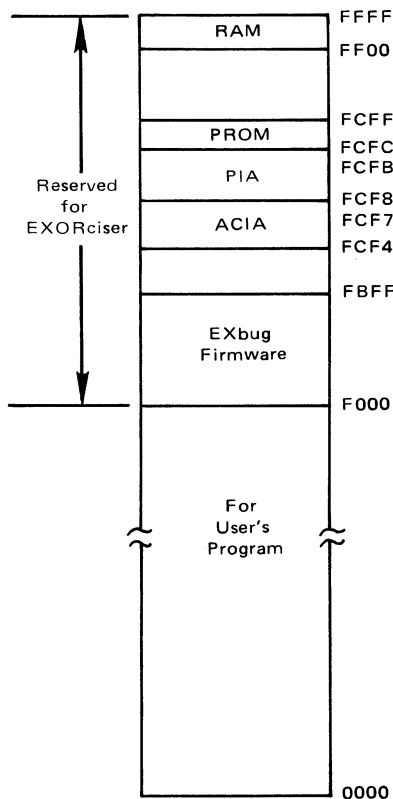 FFFF
RAM
FF00
FCFF
PROM
FCFC
FCFB
PIA
FCF8
FCF7
ACIA
FCF4
FBFF
EXbug
Firmware
F000
Reserved
for
EXORciser
For
User's
Program
0000